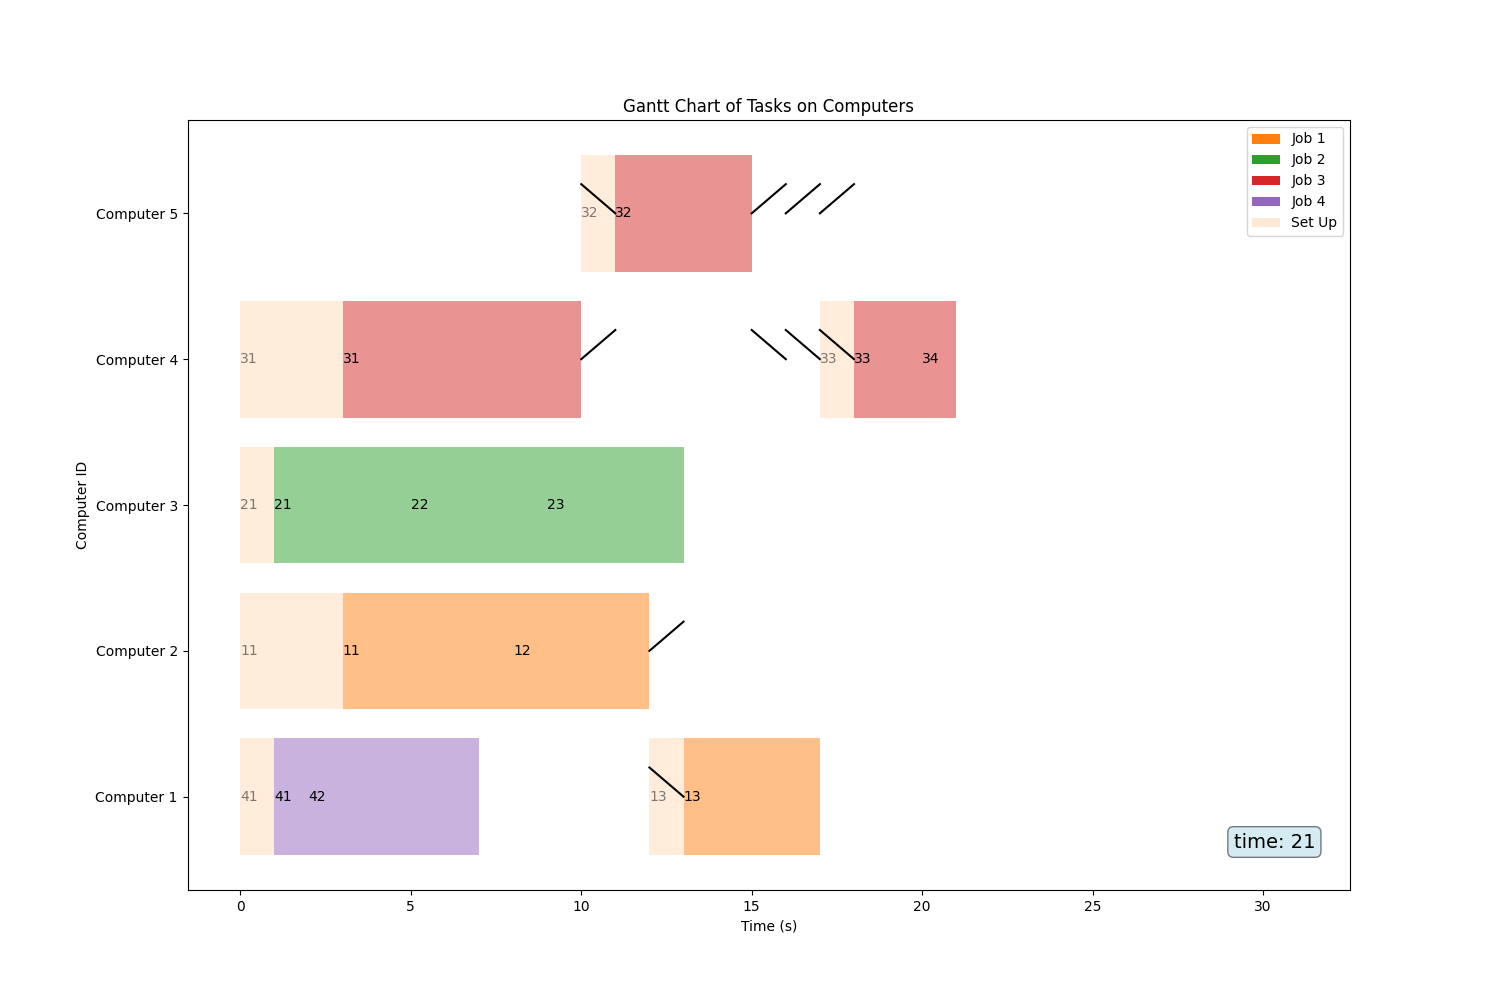 Gantt Chart of Tasks on Computers
Job 1
Job 2
Job 3
Job 4
Set Up
Computer 5
32 32
Computer 4
31 31 33 33 34
Computer 3
21 21 22 23
Computer 2
11 11 12
Computer 1
41 41 42 13 13
time: 21
Computer ID
0 5 10 15 20 25 30
Time (s)